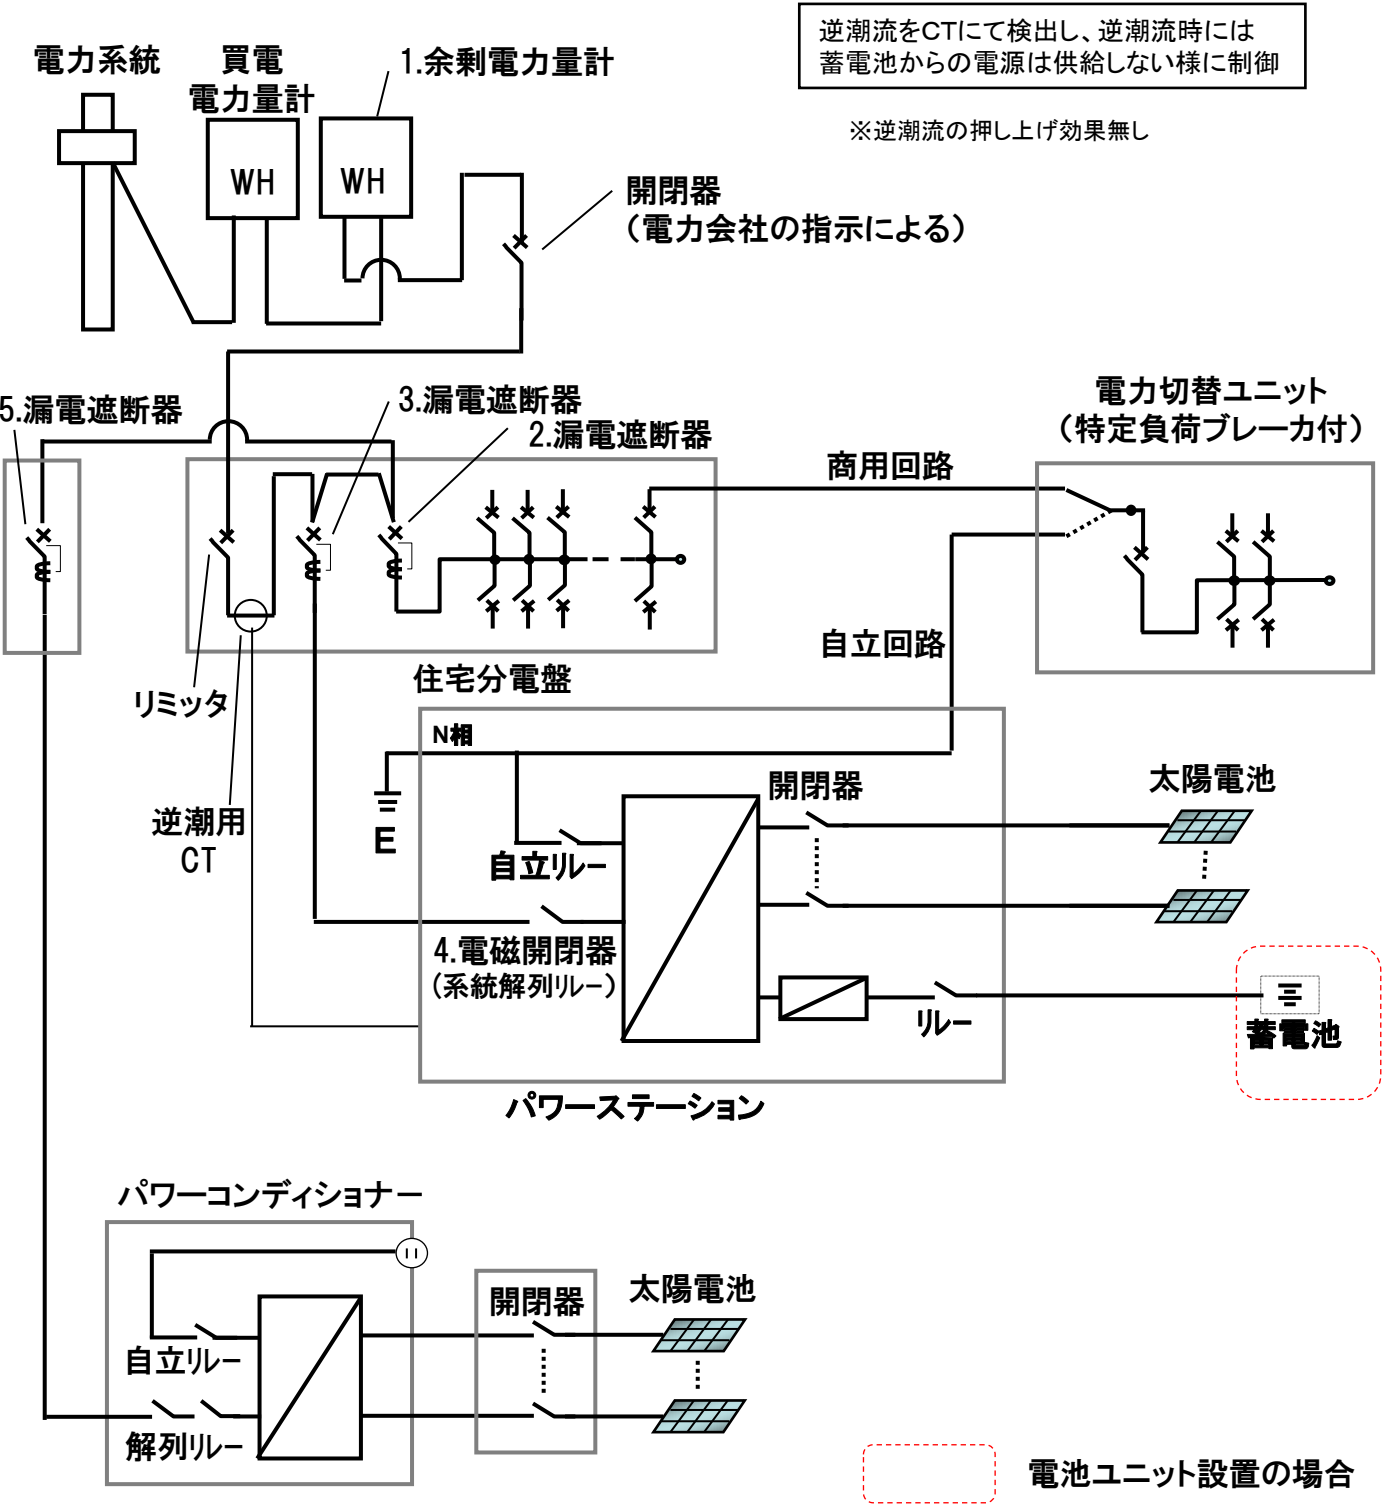 逆潮流をCTにて検出し、逆潮流時には
蓄電池からの電源は供給しない様に制御
※逆潮流の押し上げ効果無し
電力系統
買電
電力量計
1.余剰電力量計
WH
WH
開閉器
（電力会社の指示による）
5.漏電遮断器
3.漏電遮断器
2.漏電遮断器
電力切替ユニット
（特定負荷ブレーカ付）
商用回路
自立回路
住宅分電盤
リミッタ
N相
逆潮用
CT
E
開閉器
太陽電池
自立リレー
4.電磁開閉器
（系統解列リレー）
リレー
蓄電池
パワーステーション
パワーコンディショナー
開閉器
太陽電池
自立リレー
解列リレー
電池ユニット設置の場合